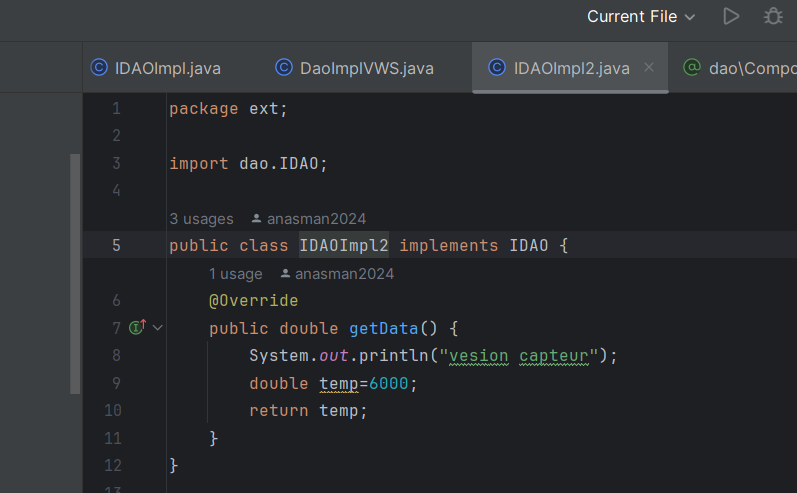 Current File
IDAOImpl.java DaoImplVWS.java IDAOImpl2.java dao\Compo
1 package ext;
2
3 import dao.IDAO;
4
3 usages anasman2024
5 public class IDAOImpl2 implements IDAO {
1 usage anasman2024
6 @Override
7 public double getData() {
8 System.out.println("vesion capteur");
9 double temp=6000;
10 return temp;
11 }
12 }
13